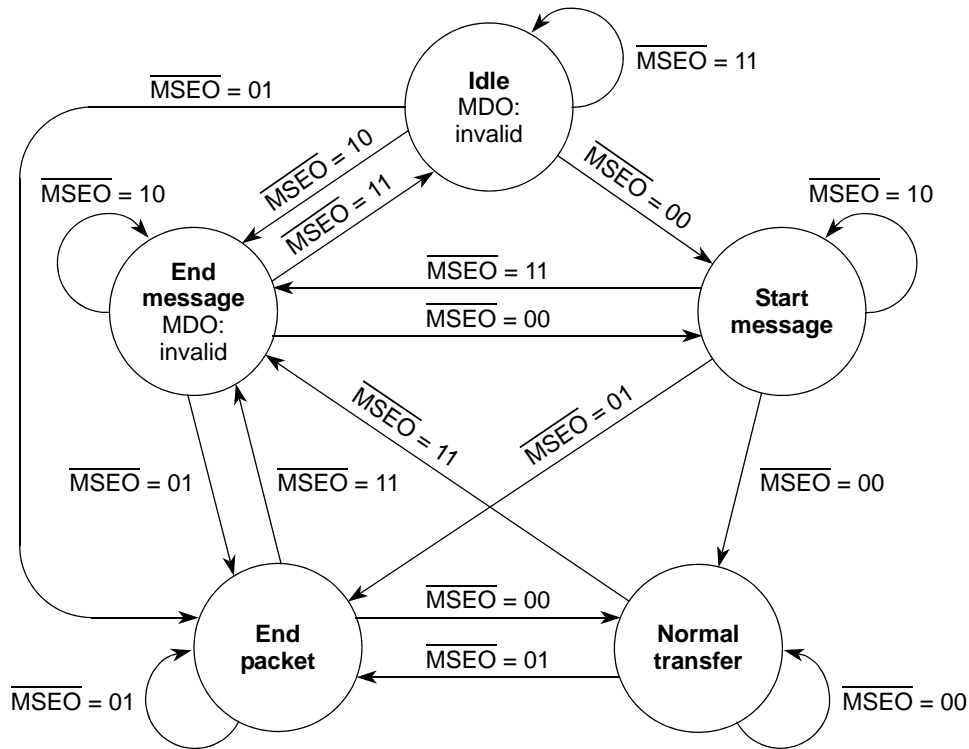 MSEO = 11
Idle
MDO:
invalid
MSEO = 01
MSEO = 10
MSEO = 11
MSEO = 00
MSEO = 10
MSEO = 10
End
message
MDO:
invalid
MSEO = 11
MSEO = 00
Start
message
MSEO = 11
MSEO = 01
MSEO = 01
MSEO = 11
MSEO = 00
End
packet
MSEO = 00
MSEO = 01
Normal
transfer
MSEO = 01
MSEO = 00